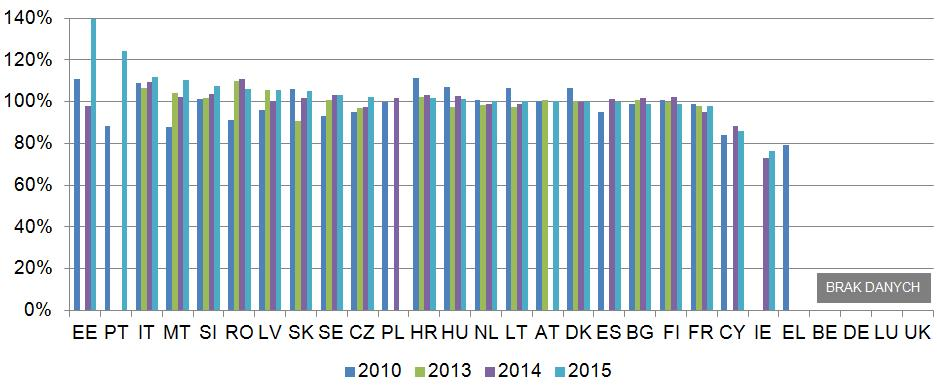 140%
120%
100%
80%
60%
40%
20%
0%
BRAK DANYCH
EE PT IT MT SI RO LV SK SE CZ PL HR HU NL LT AT DK ES BG FI FR CY IE EL BE DE LU UK
2010 2013 2014 2015